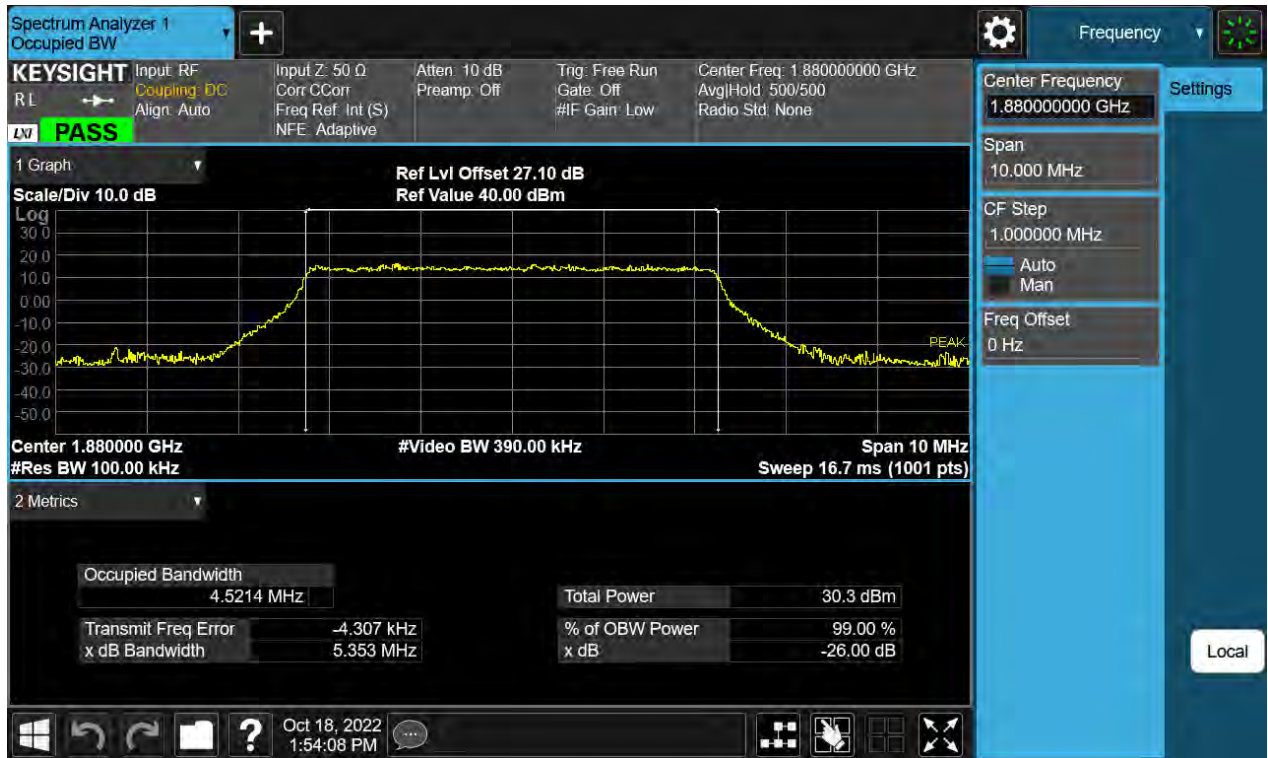 Spectrum Analyzer 1
Occupied BW
+
Frequency
KEYSIGHT
RL
LXI PASS
Input: RF
Coupling: DC
Align: Auto
Input Z: 50 Ω
Corr CCorr
Freq Ref: Int (S)
NFE: Adaptive
Atten: 10 dB
Preamp: Off
Trig: Free Run
Gate: Off
#IF Gain: Low
Center Freq: 1.880000000 GHz
Avg|Hold: 500/500
Radio Std: None
1 Graph
Scale/Div 10.0 dB
Ref Lvl Offset 27.10 dB
Ref Value 40.00 dBm
Log
30.0
20.0
10.0
0.00
-10.0
-20.0
-30.0
-40.0
-50.0
PEAK
Center 1.880000 GHz
#Video BW 390.00 kHz
Span 10 MHz
#Res BW 100.00 kHz
Sweep 16.7 ms (1001 pts)
2 Metrics
Occupied Bandwidth
4.5214 MHz
Total Power 30.3 dBm
Transmit Freq Error -4.307 kHz
% of OBW Power 99.00 %
x dB Bandwidth 5.353 MHz
x dB -26.00 dB
Center Frequency
1.880000000 GHz
Settings
Span
10.000 MHz
CF Step
1.000000 MHz
Auto
Man
Freq Offset
0 Hz
Local
?
Oct 18, 2022
1:54:08 PM